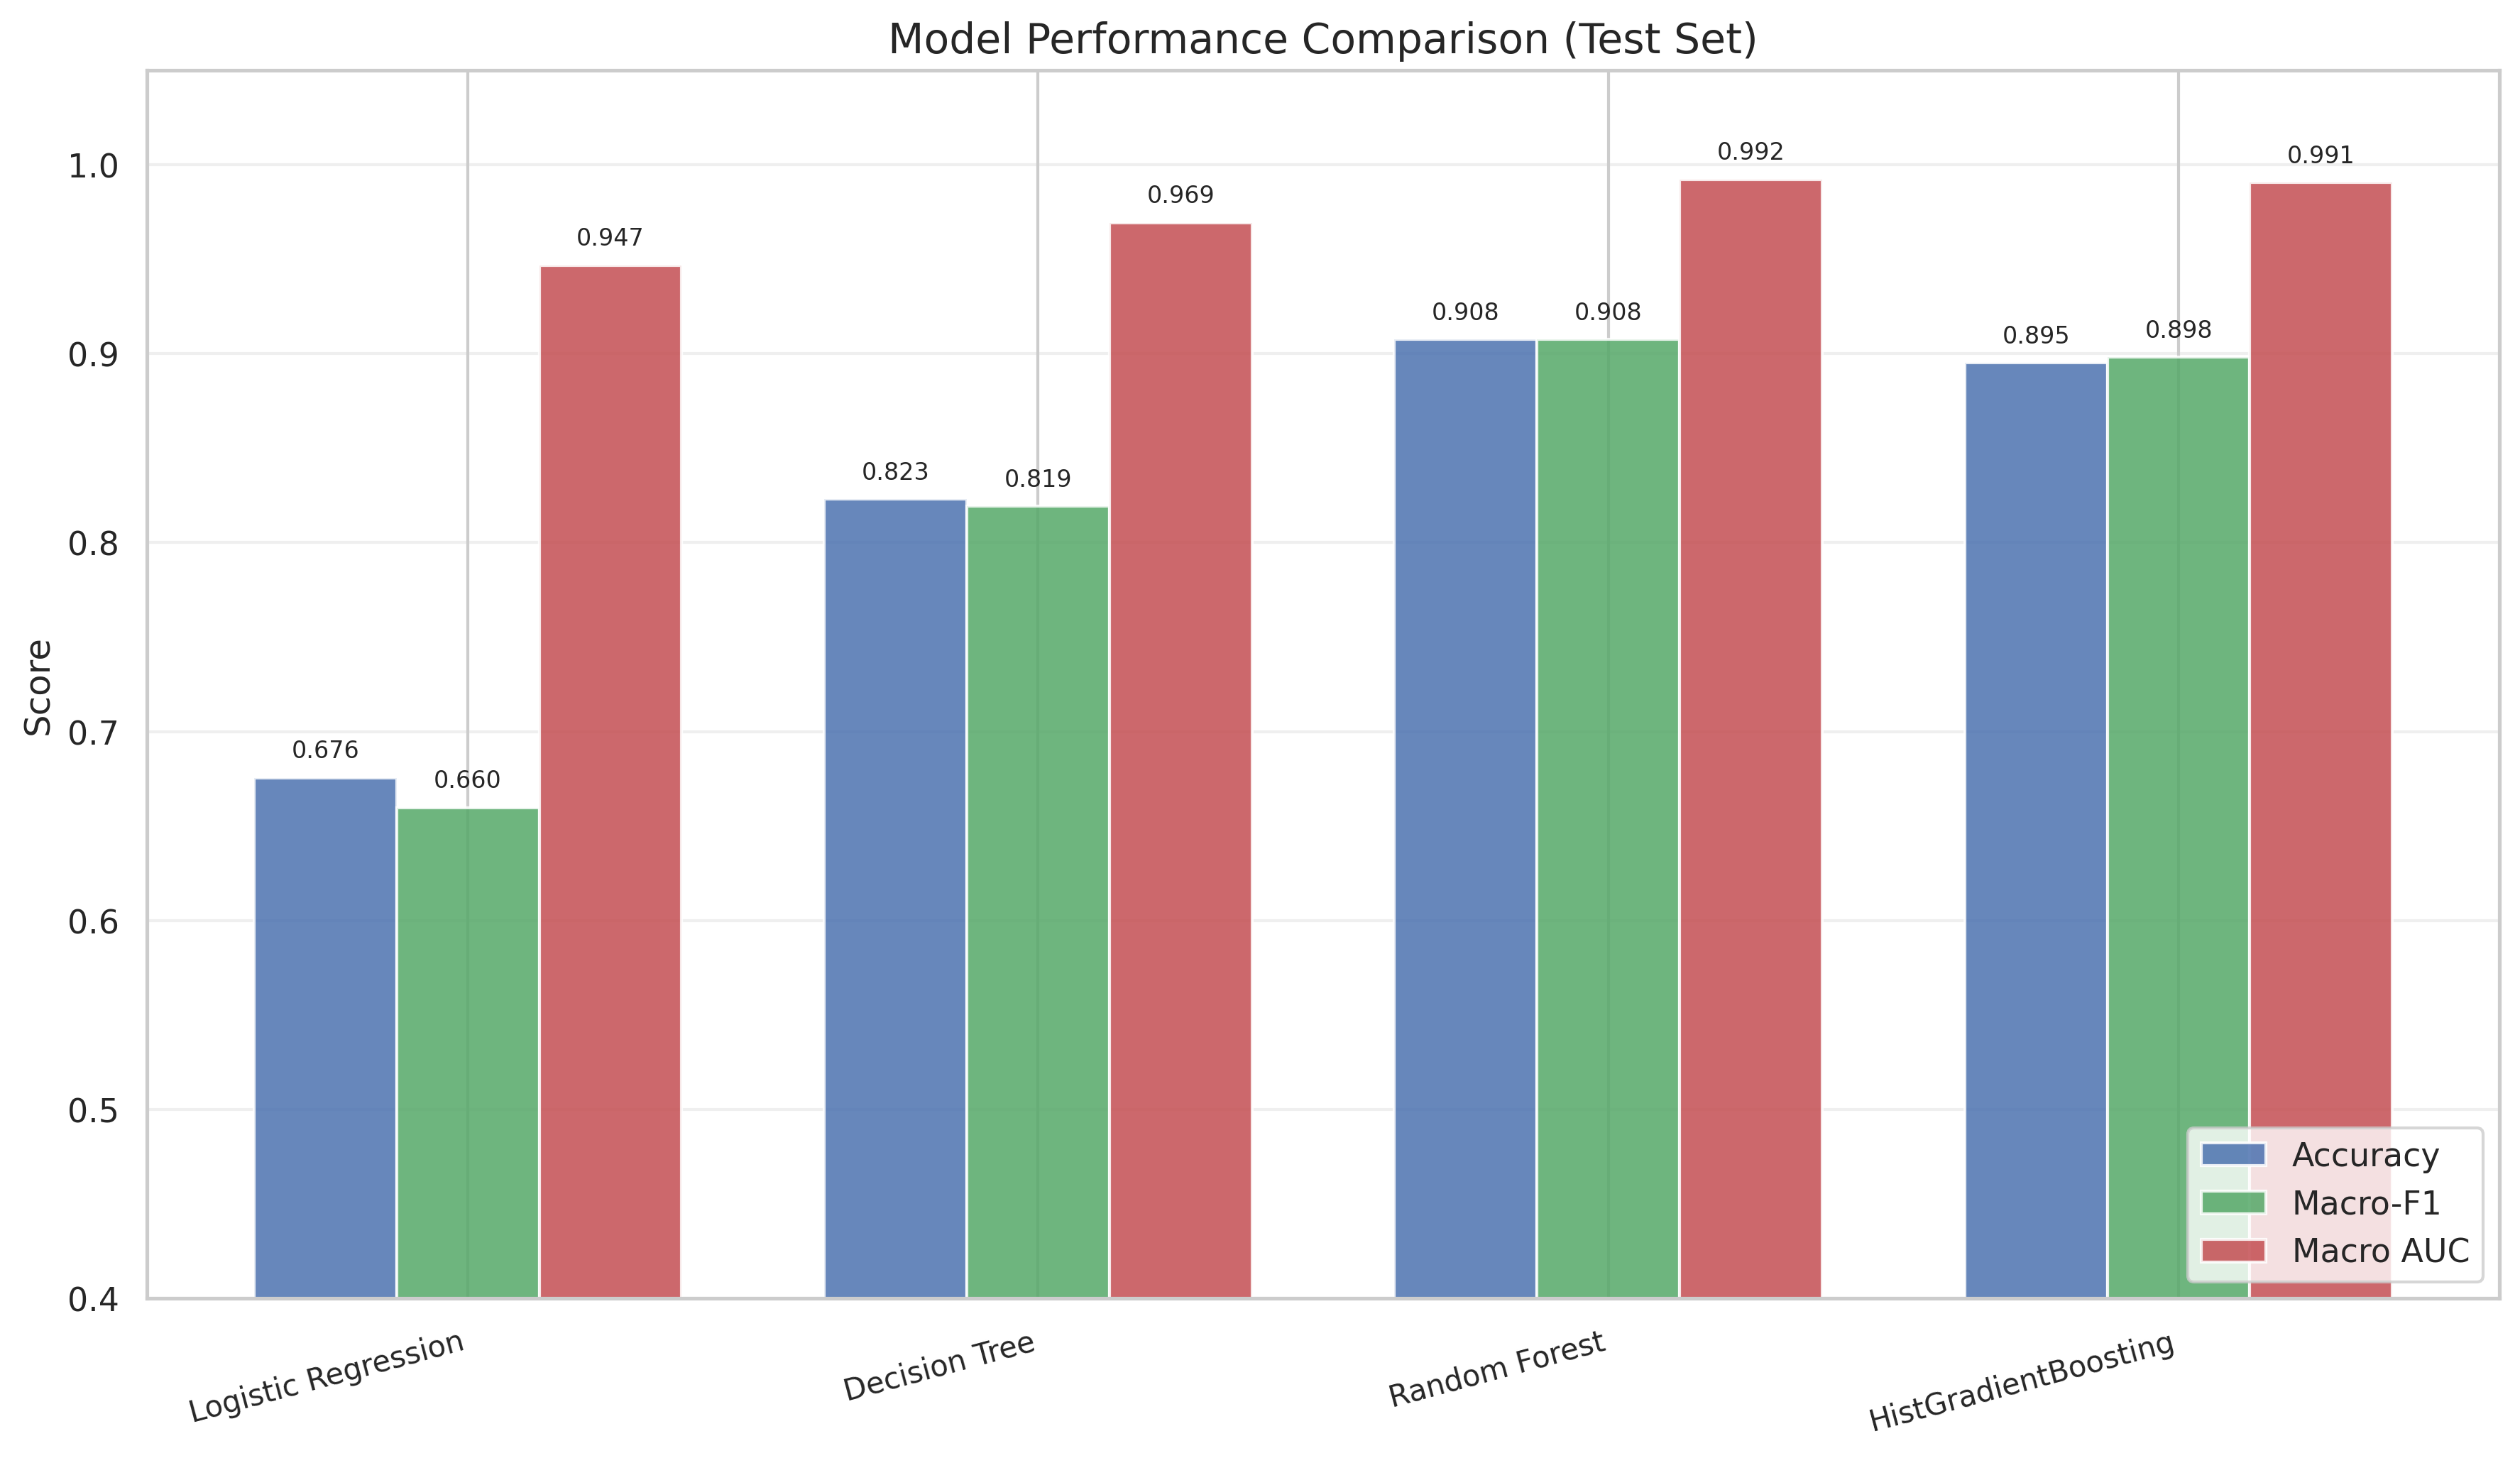 Model Performance Comparison (Test Set)
Score
1.0
0.9
0.8
0.7
0.6
0.5
0.4
0.676
0.660
0.947
0.823
0.819
0.969
0.908
0.908
0.992
0.895
0.898
0.991
Accuracy
Macro-F1
Macro AUC
Logistic Regression
Decision Tree
Random Forest
HistGradientBoosting